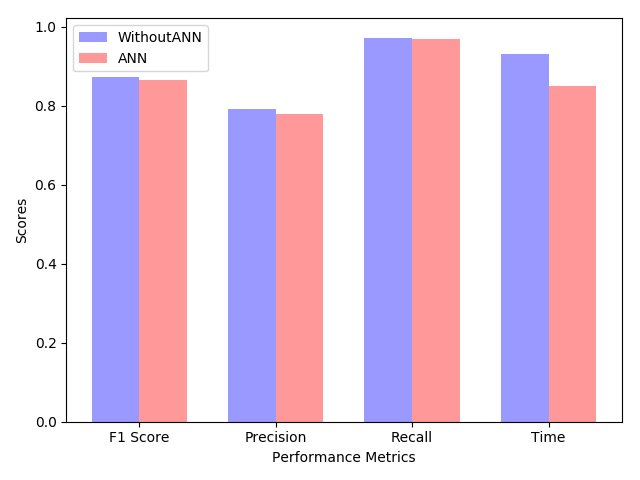 WithoutANN
ANN
1.0
0.8
0.6
0.4
0.2
0.0
Scores
F1 Score
Precision
Recall
Time
Performance Metrics